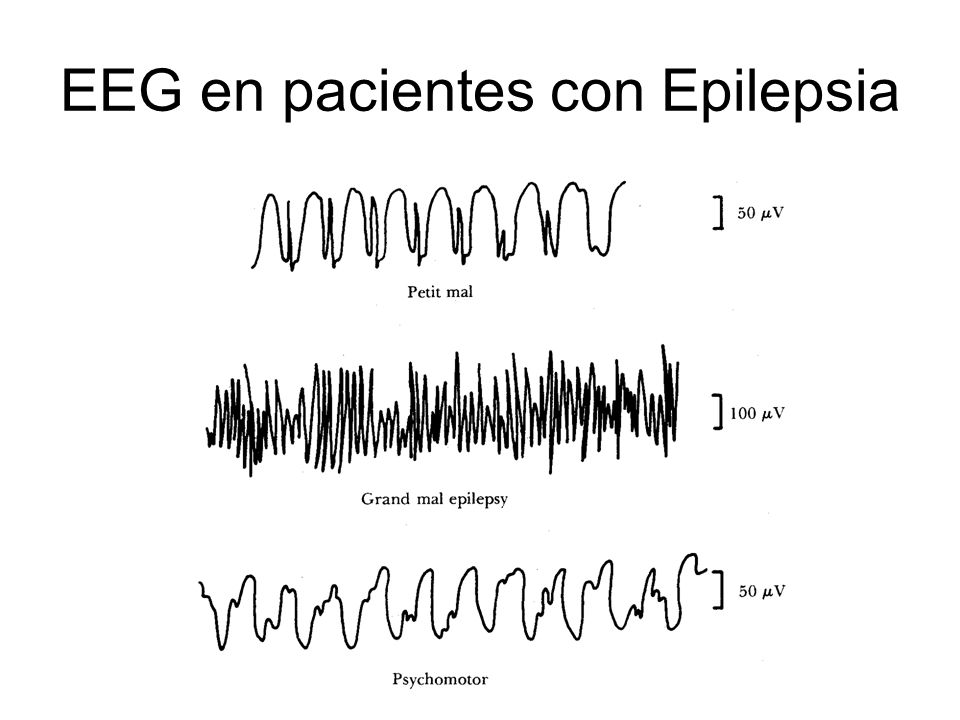 EEG en pacientes con Epilepsia
50 μV
Petit mal
100 μV
Grand mal epilepsy
50 μV
Psychomotor